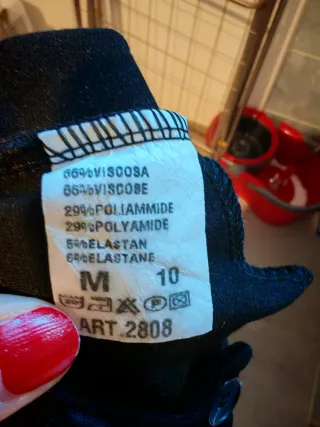 66%VISCOSA
66%VISCOSE
29%POLIAMMIDE
29%POLYAMIDE
5%ELASTAN
5%ELASTANE
M 10
ART.2808